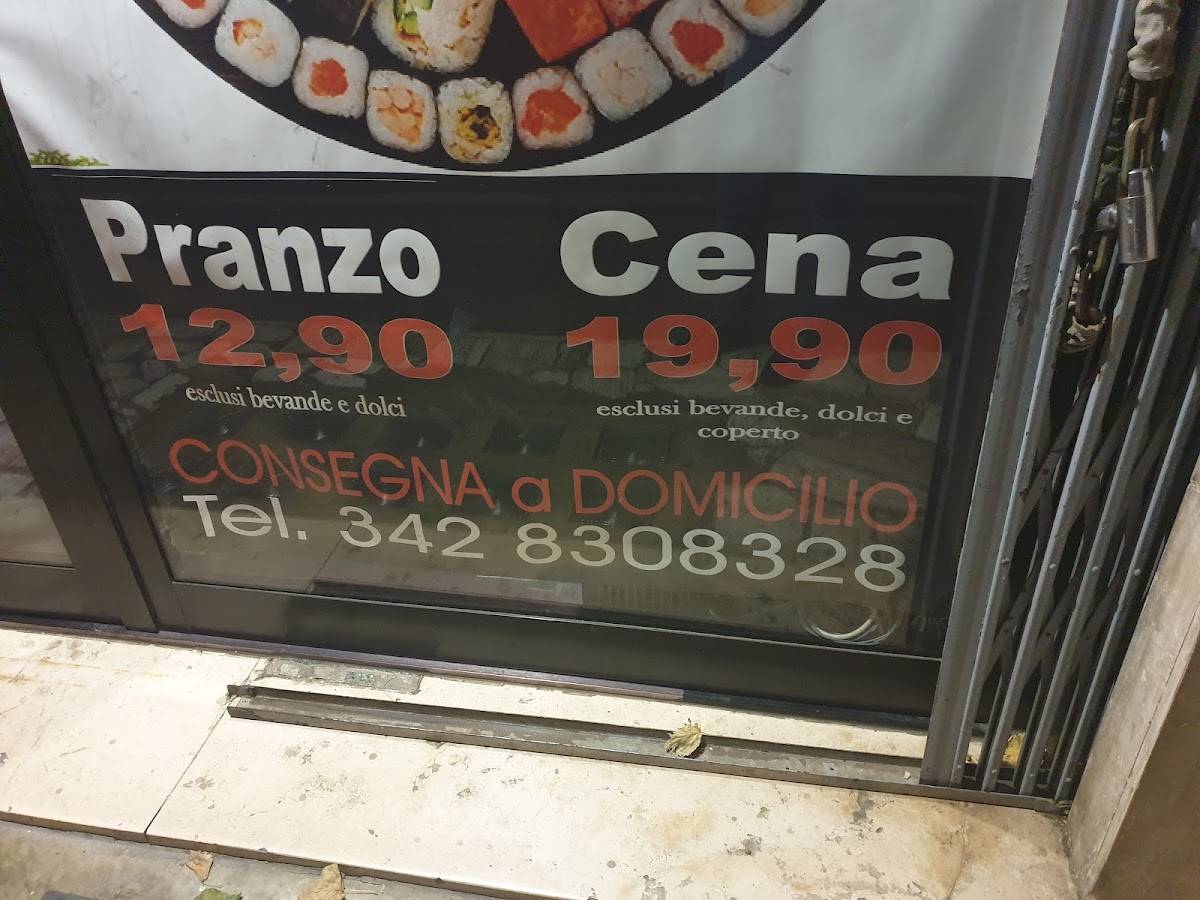 Pranzo
12,90
esclusi bevande e dolci
Cena
19,90
esclusi bevande, dolci e
coperto
CONSEGNA a DOMICILIO
Tel. 342 8308328